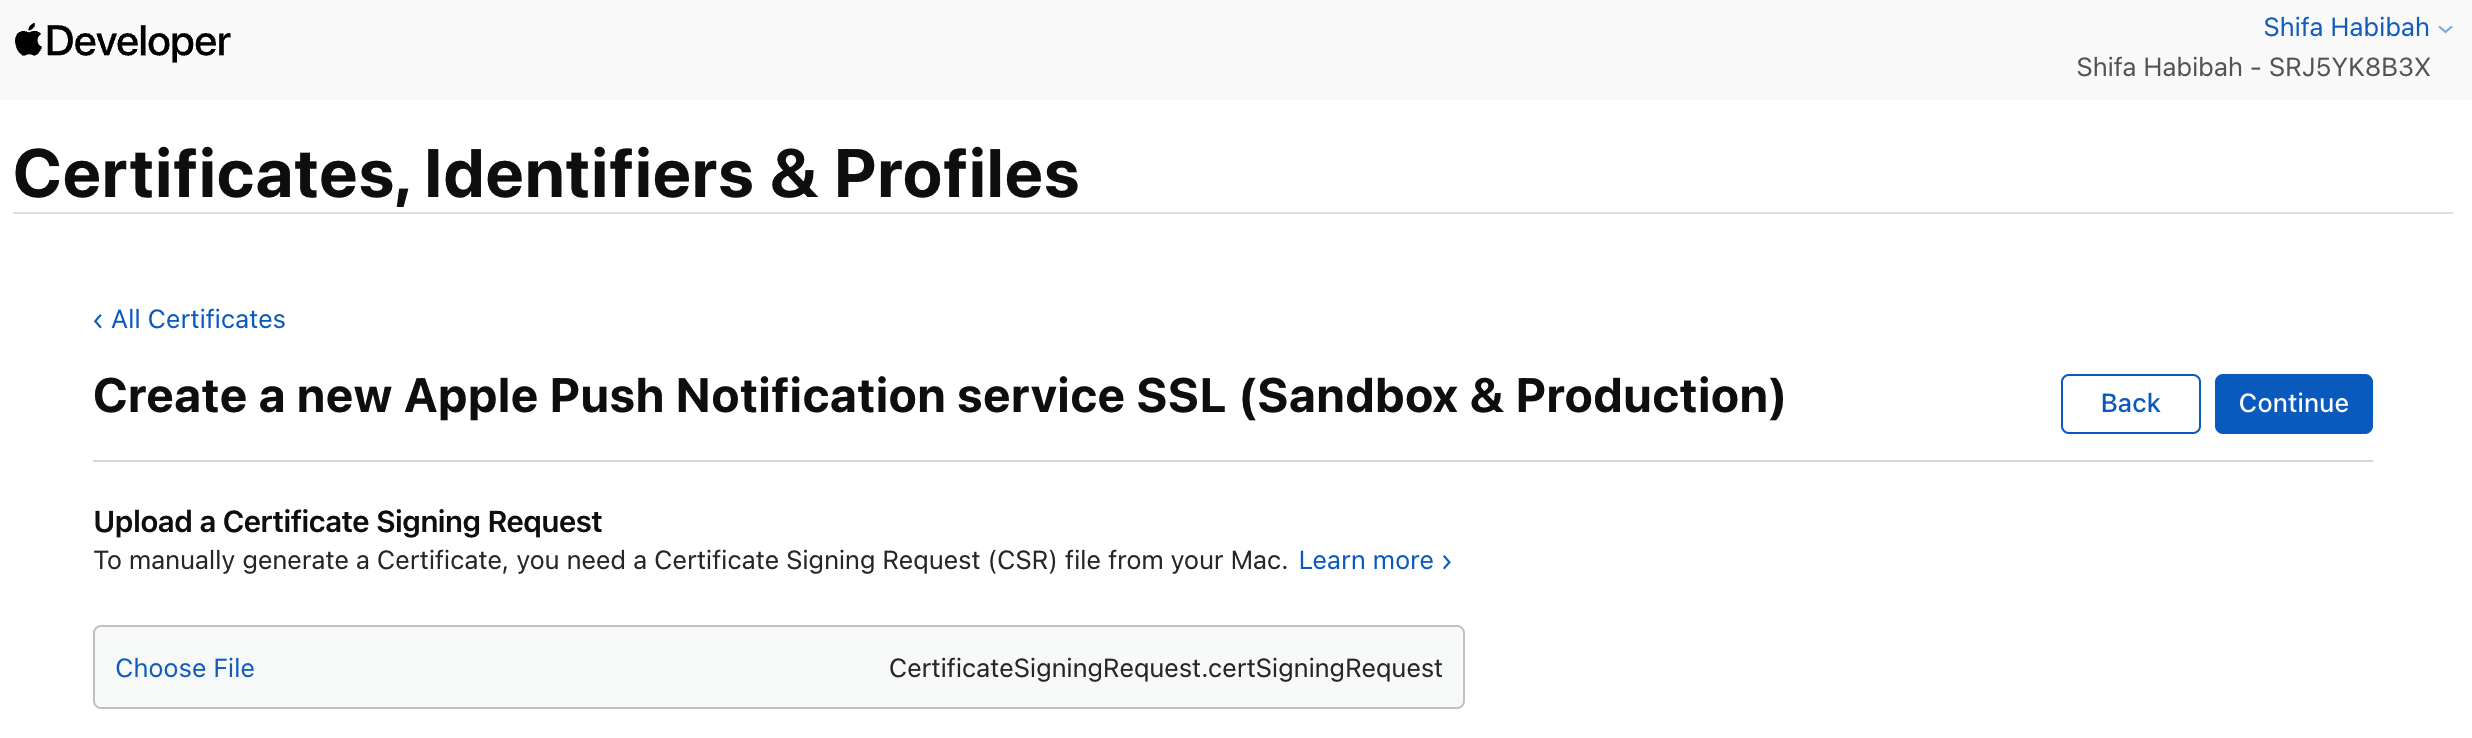 Developer
Shifa Habibah
Shifa Habibah - SRJ5YK8B3X
Certificates, Identifiers & Profiles
‹ All Certificates
Create a new Apple Push Notification service SSL (Sandbox & Production)
Back
Continue
Upload a Certificate Signing Request
To manually generate a Certificate, you need a Certificate Signing Request (CSR) file from your Mac. Learn more ›
Choose File
CertificateSigningRequest.certSigningRequest